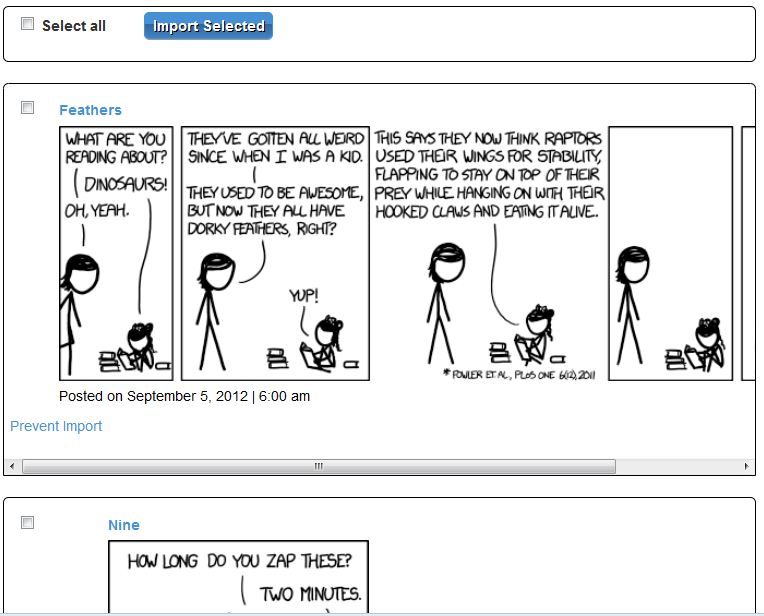 Select all
Import Selected
Feathers
WHAT ARE YOU
READING ABOUT?
DINOSAURS!
OH, YEAH.
THEY'VE GOTTEN ALL WEIRD
SINCE WHEN I WAS A KID.
THEY USED TO BE AWESOME,
BUT NOW THEY ALL HAVE
DORKY FEATHERS, RIGHT?
YUP!
THIS SAYS THEY NOW THINK RAPTORS
USED THEIR WINGS FOR STABILITY,
FLAPPING TO STAY ON TOP OF THEIR
PREY WHILE HANGING ON WITH THEIR
HOOKED CLAWS AND EATING IT ALIVE.
* FOWLER ET AL, PLOS ONE 6(12), 2011
Posted on September 5, 2012 | 6:00 am
Prevent Import
Nine
HOW LONG DO YOU ZAP THESE?
TWO MINUTES.